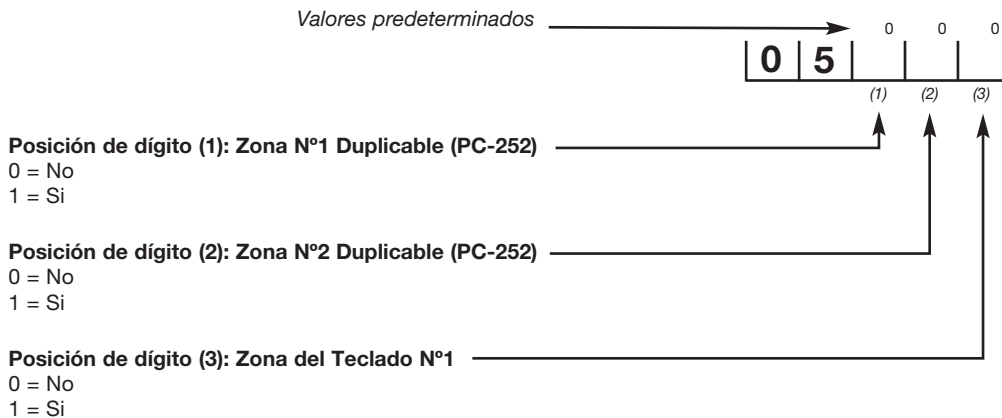 Valores predeterminados
0 0 0
0 5
(1) (2) (3)
Posición de dígito (1): Zona Nº1 Duplicable (PC-252)
0 = No
1 = Si
Posición de dígito (2): Zona Nº2 Duplicable (PC-252)
0 = No
1 = Si
Posición de dígito (3): Zona del Teclado Nº1
0 = No
1 = Si